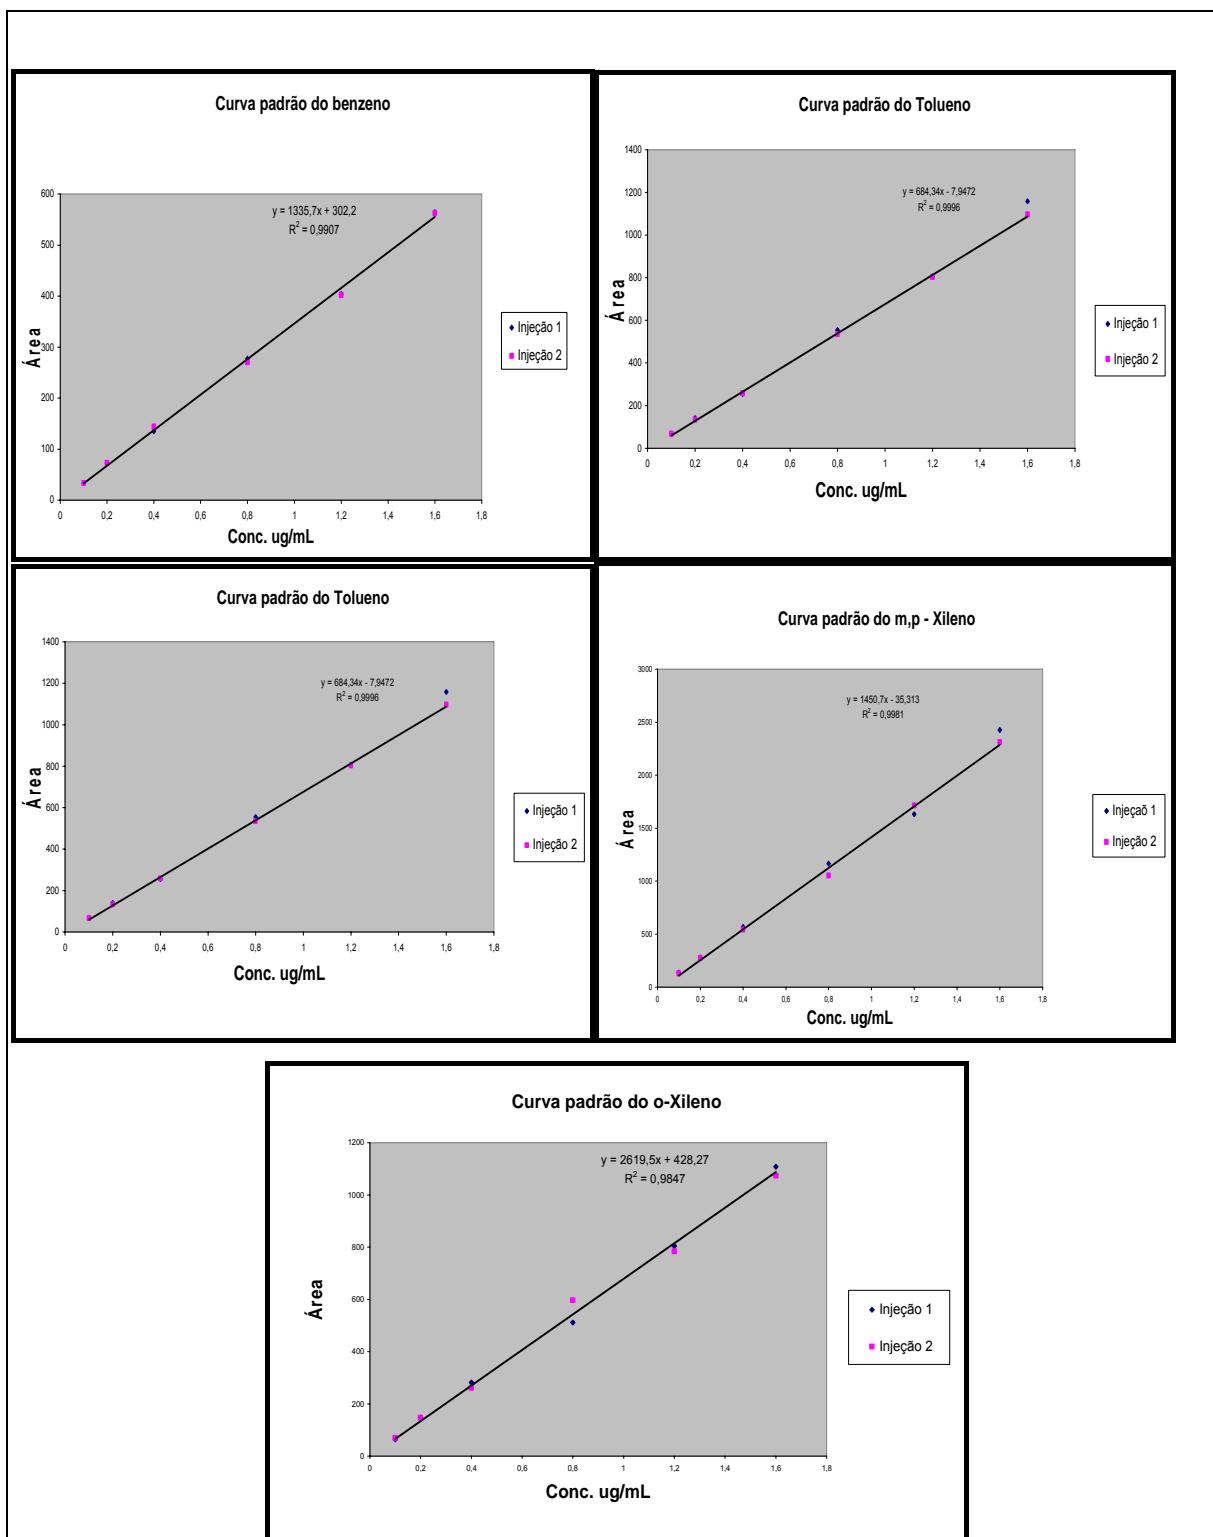 Curva padrão do benzeno
y = 1335,7x + 302,2
R² = 0,9907
600
500
400
300
200
100
0
0 0,2 0,4 0,6 0,8 1,0 1,2 1,4 1,6 1,8
Área
Conc. ug/mL
Injeção 1
Injeção 2
Curva padrão do Tolueno
y = 684,34x - 7,9472
R² = 0,9996
1400
1200
1000
800
600
400
200
0
0 0,2 0,4 0,6 0,8 1 1,2 1,4 1,6 1,8
Área
Conc. ug/mL
Injeção 1
Injeção 2
Curva padrão do Tolueno
y = 684,34x - 7,9472
R² = 0,9996
1400
1200
1000
800
600
400
200
0
0 0,2 0,4 0,6 0,8 1 1,2 1,4 1,6 1,8
Área
Conc. ug/mL
Injeção 1
Injeção 2
Curva padrão do m,p - Xileno
y = 1450,7x - 35,313
R² = 0,9981
3000
2500
2000
1500
1000
500
0
0 0,2 0,4 0,6 0,8 1 1,2 1,4 1,6 1,8
Área
Conc. ug/mL
Injeçaõ 1
Injeção 2
Curva padrão do o-Xileno
y = 2619,5x + 428,27
R² = 0,9847
1200
1000
800
600
400
200
0
0 0,2 0,4 0,6 0,8 1 1,2 1,4 1,6 1,8
Área
Conc. ug/mL
Injeção 1
Injeção 2